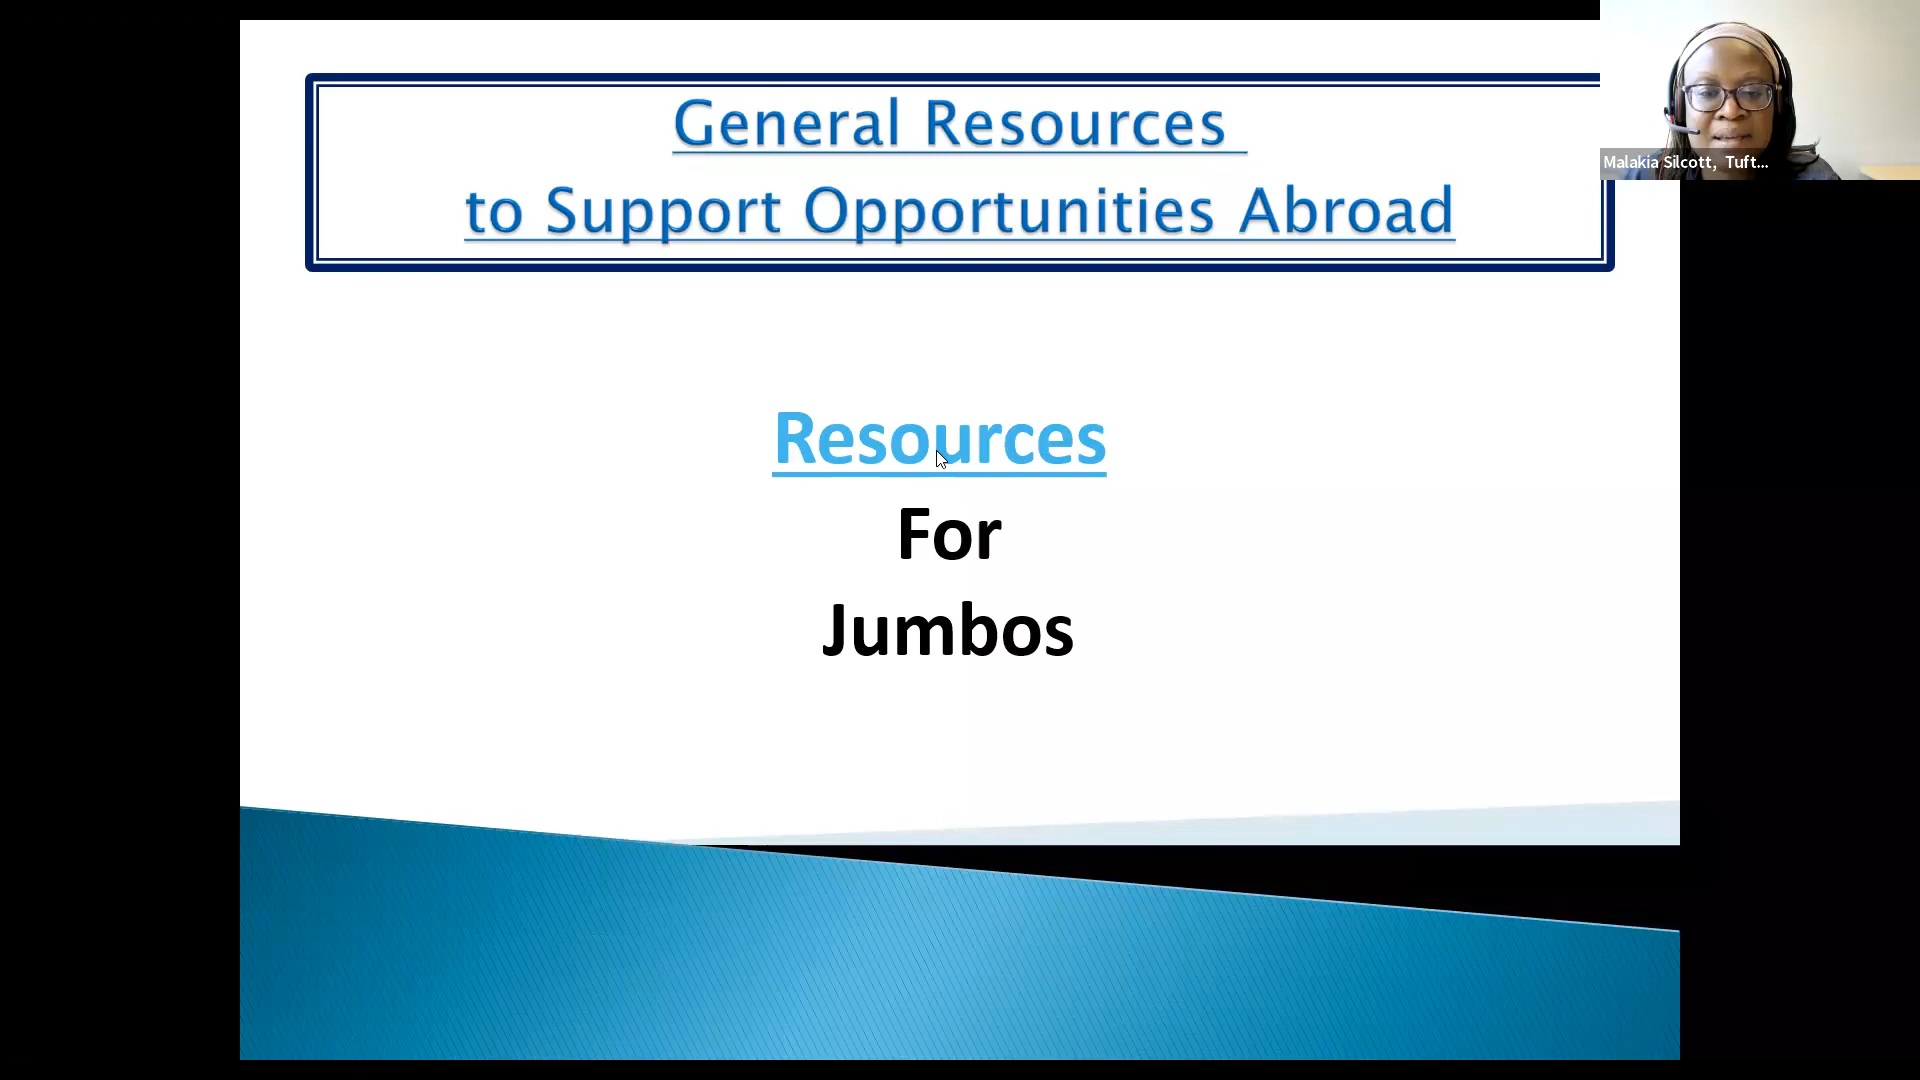 General Resources
to Support Opportunities Abroad
Malakia Silcott, Tuft...
Resources
For
Jumbos